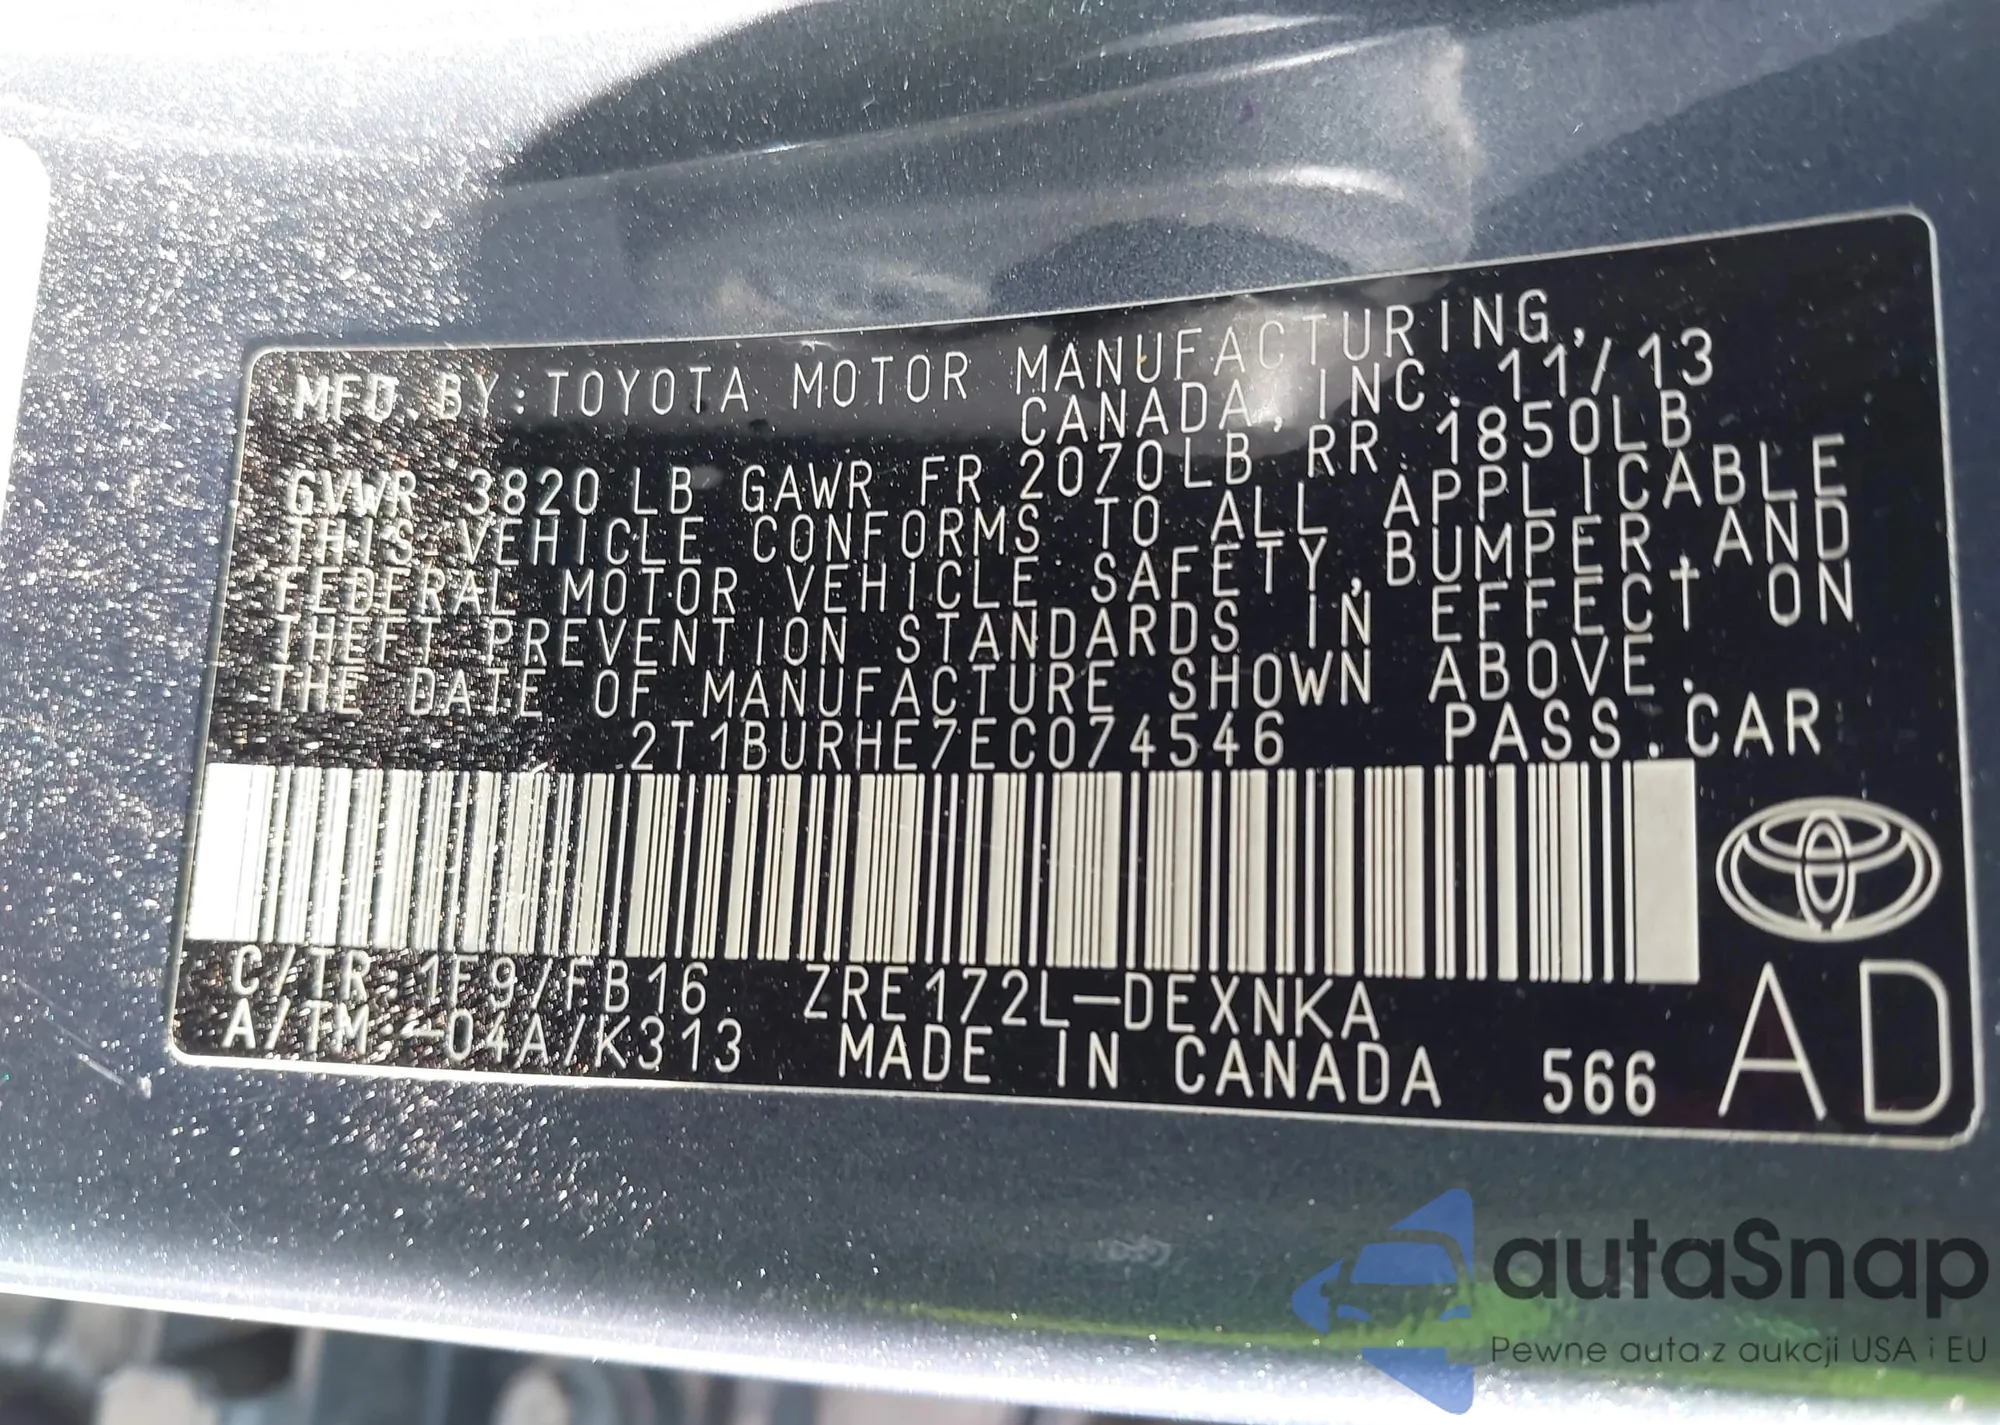 MFD. BY: TOYOTA MOTOR MANUFACTURING,
CANADA, INC. 11/13
GVWR 3820 LB GAWR FR 2070LB RR 1850LB
THIS VEHICLE CONFORMS TO ALL APPLICABLE
FEDERAL MOTOR VEHICLE SAFETY, BUMPER, AND
THEFT PREVENTION STANDARDS IN EFFECT ON
THE DATE OF MANUFACTURE SHOWN ABOVE.
2T1BURHE7EC074546 PASS. CAR
C/TR 1F9/FB16 ZRE172L-DEXNKA
A/TM -04A/K313 MADE IN CANADA 566
AD
autaSnap
Pewne auta z aukcji USA i EU